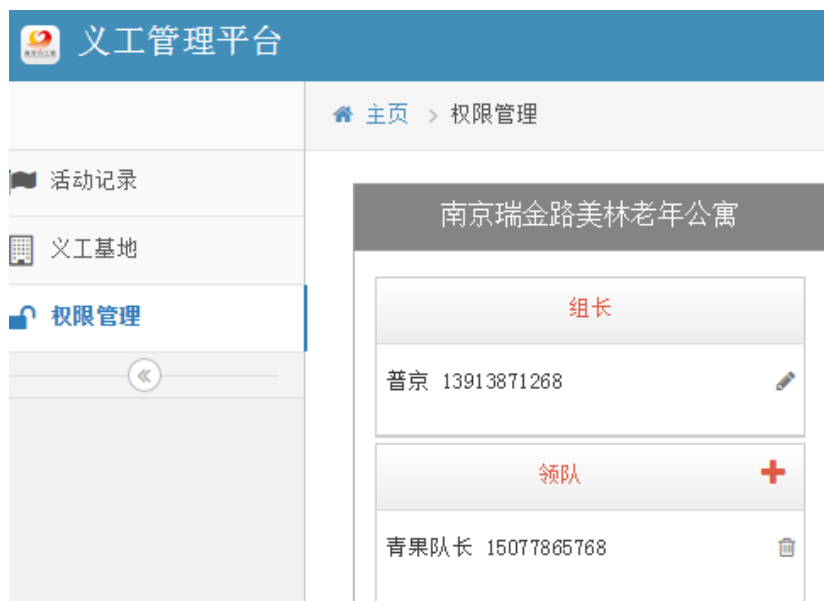 义工管理平台
主页 > 权限管理
活动记录
义工基地
权限管理
南京瑞金路美林老年公寓
组长
普京 13913871268
领队
青果队长 15077865768